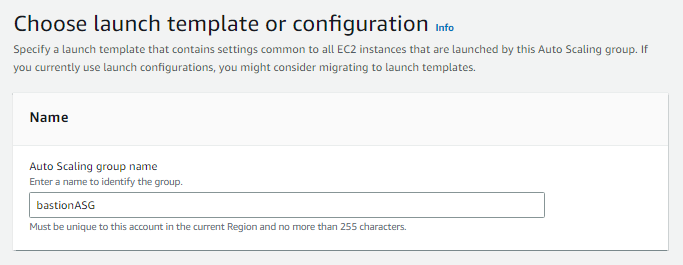 Choose launch template or configuration Info
Specify a launch template that contains settings common to all EC2 instances that are launched by this Auto Scaling group. If
you currently use launch configurations, you might consider migrating to launch templates.
Name
Auto Scaling group name
Enter a name to identify the group.
bastionASG
Must be unique to this account in the current Region and no more than 255 characters.